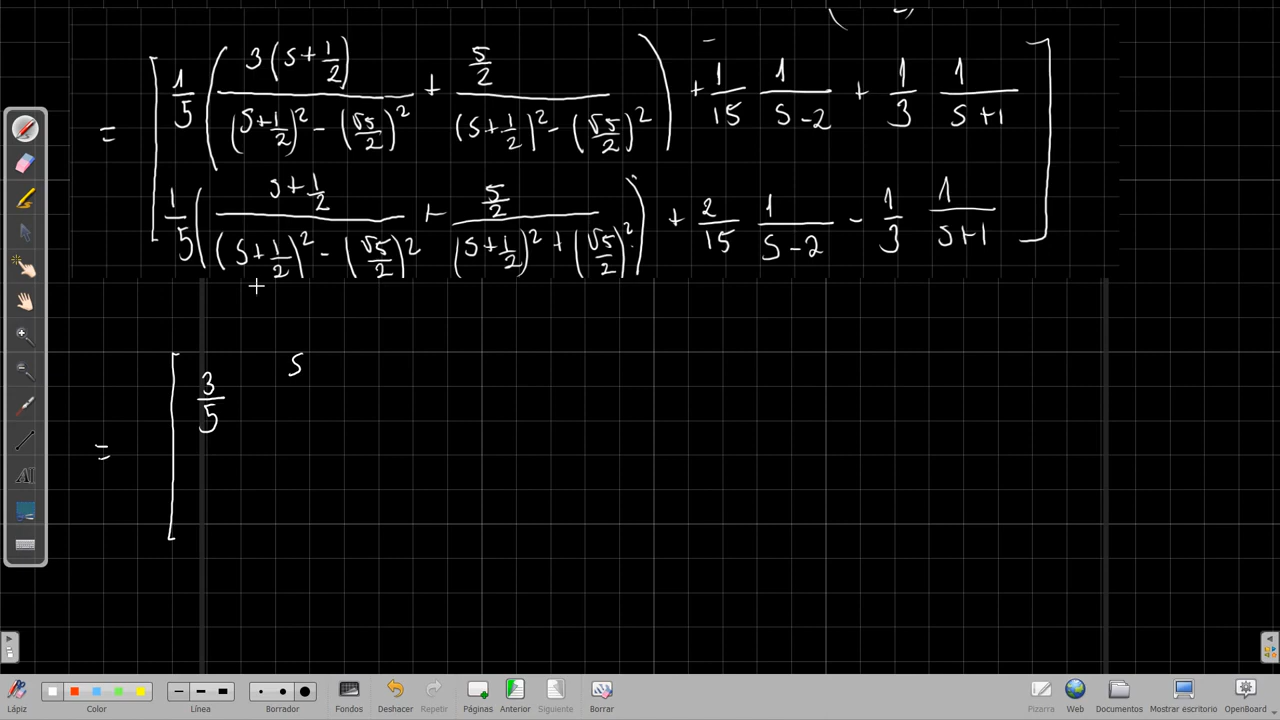 = [ 1/5 ( 3(s+1/2) / ((s+1/2)² − (√5/2)²) + (5/2) / ((s+1/2)² − (√5/2)²) ) + 1/15 1/(s−2) + 1/3 1/(s+1) ]
[ 1/5 ( (s+1/2) / ((s+1/2)² − (√5/2)²) + (5/2) / ((s+1/2)² + (√5/2)²) ) + 2/15 1/(s−2) − 1/3 1/(s+1) ]
= [ 3/5 s
Lápiz Color Línea Borrador Fondos Deshacer Repetir Páginas Anterior Siguiente Borrar Pizarra Web Documentos Mostrar escritorio OpenBoard